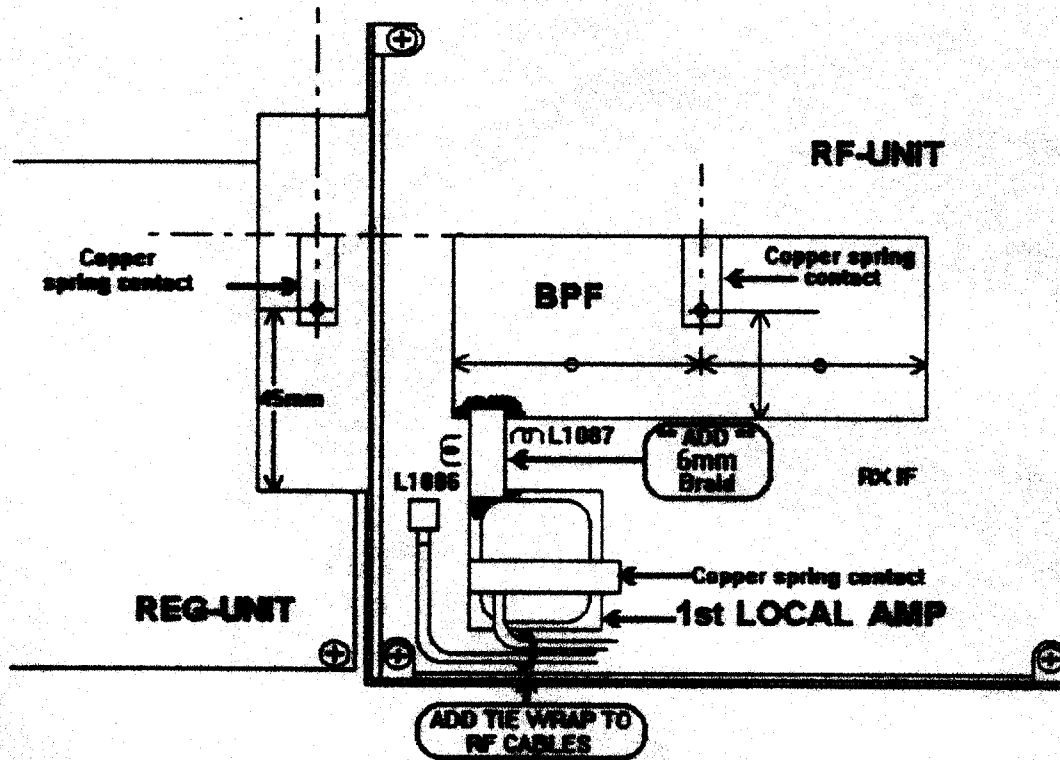 RF-UNIT
Copper
spring contact
Copper spring
contact
BPF
45mm
L1087
** ADD **
6mm
Braid
RX IF
L1086
Copper spring contact
REG-UNIT
1st LOCAL AMP
ADD TIE WRAP TO
RF CABLES